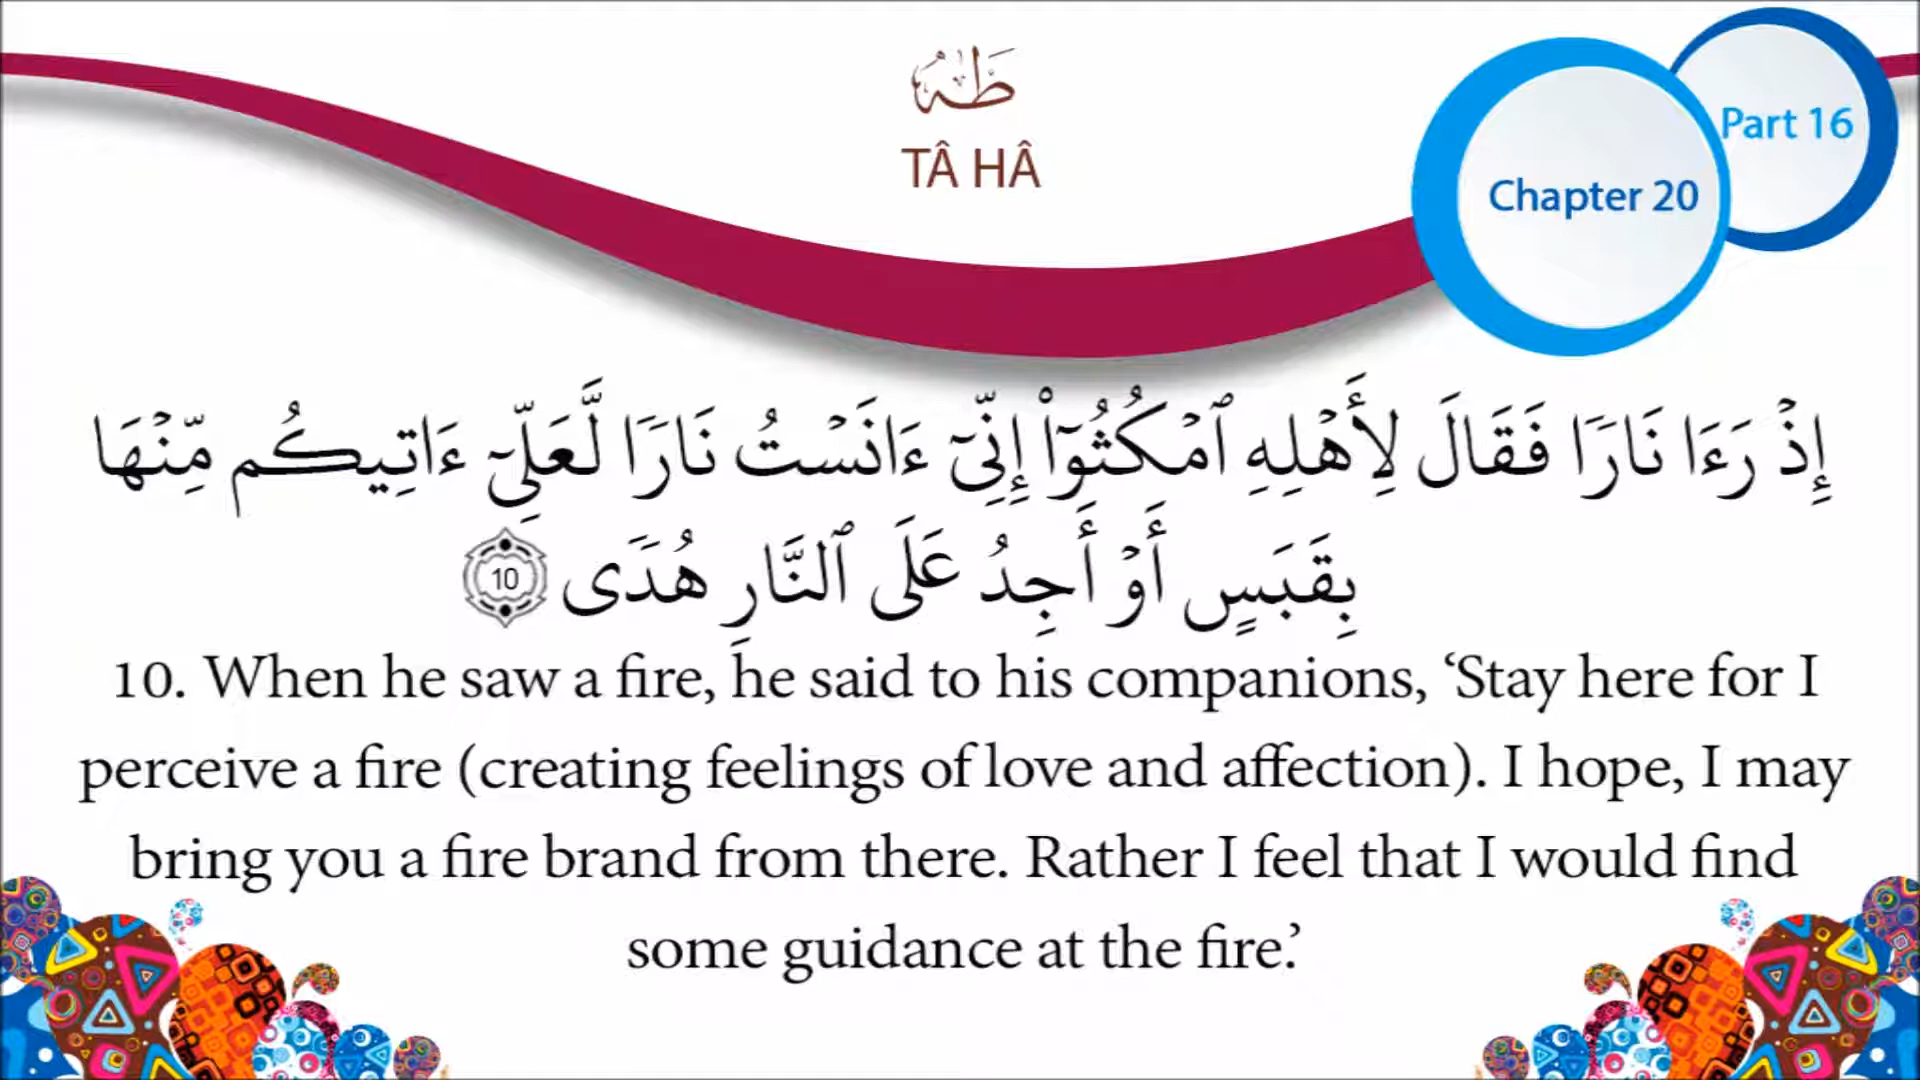 طٰهٰ
TÂ HÂ
Part 16
Chapter 20
إِذۡ رَءَا نَارٗا فَقَالَ لِأَهۡلِهِ ٱمۡكُثُوٓاْ إِنِّيٓ ءَانَسۡتُ نَارٗا لَّعَلِّيٓ ءَاتِيكُم مِّنۡهَا
بِقَبَسٍ أَوۡ أَجِدُ عَلَى ٱلنَّارِ هُدٗى 10
10. When he saw a fire, he said to his companions, ‘Stay here for I
perceive a fire (creating feelings of love and affection). I hope, I may
bring you a fire brand from there. Rather I feel that I would find
some guidance at the fire.’